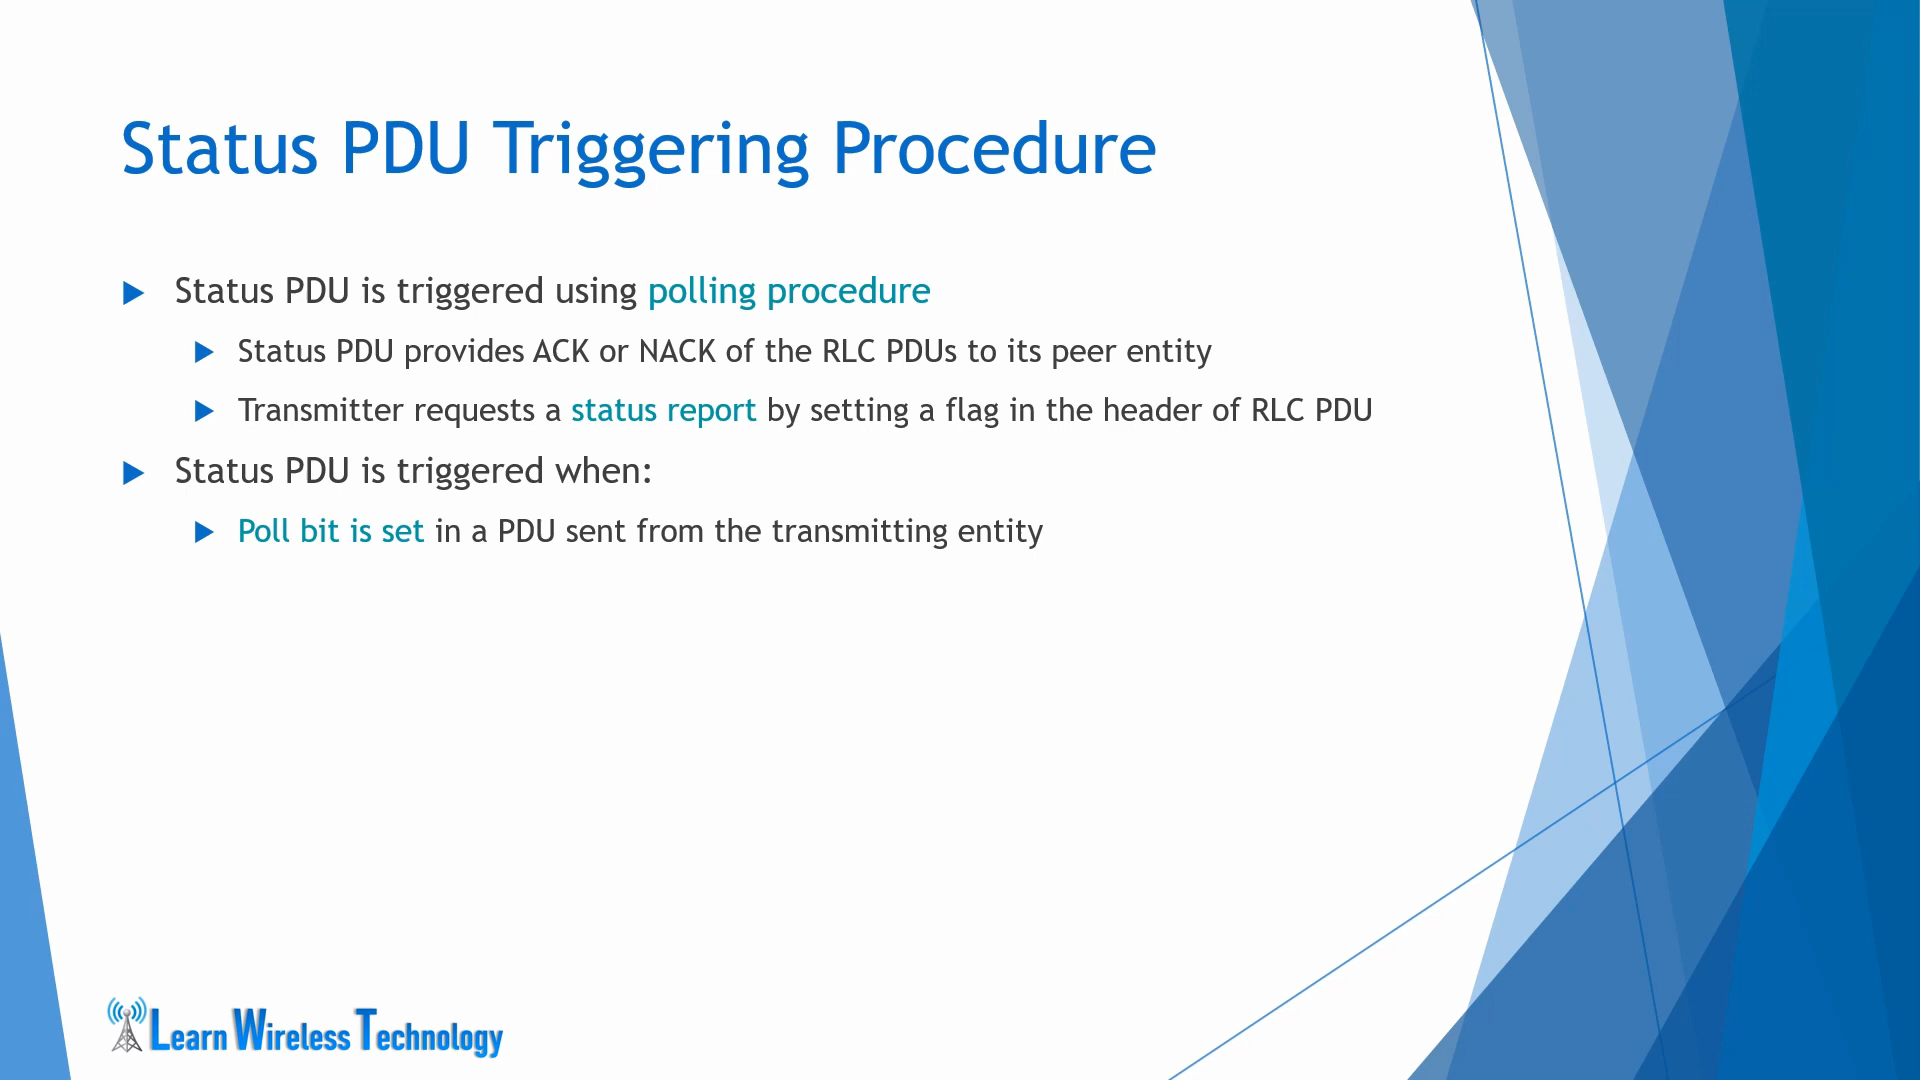 Status PDU Triggering Procedure
Status PDU is triggered using polling procedure
Status PDU provides ACK or NACK of the RLC PDUs to its peer entity
Transmitter requests a status report by setting a flag in the header of RLC PDU
Status PDU is triggered when:
Poll bit is set in a PDU sent from the transmitting entity
Learn Wireless Technology